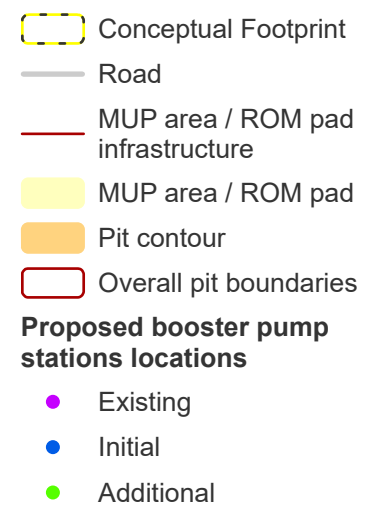 Conceptual Footprint
Road
MUP area / ROM pad
infrastructure
MUP area / ROM pad
Pit contour
Overall pit boundaries
Proposed booster pump
stations locations
Existing
Initial
Additional